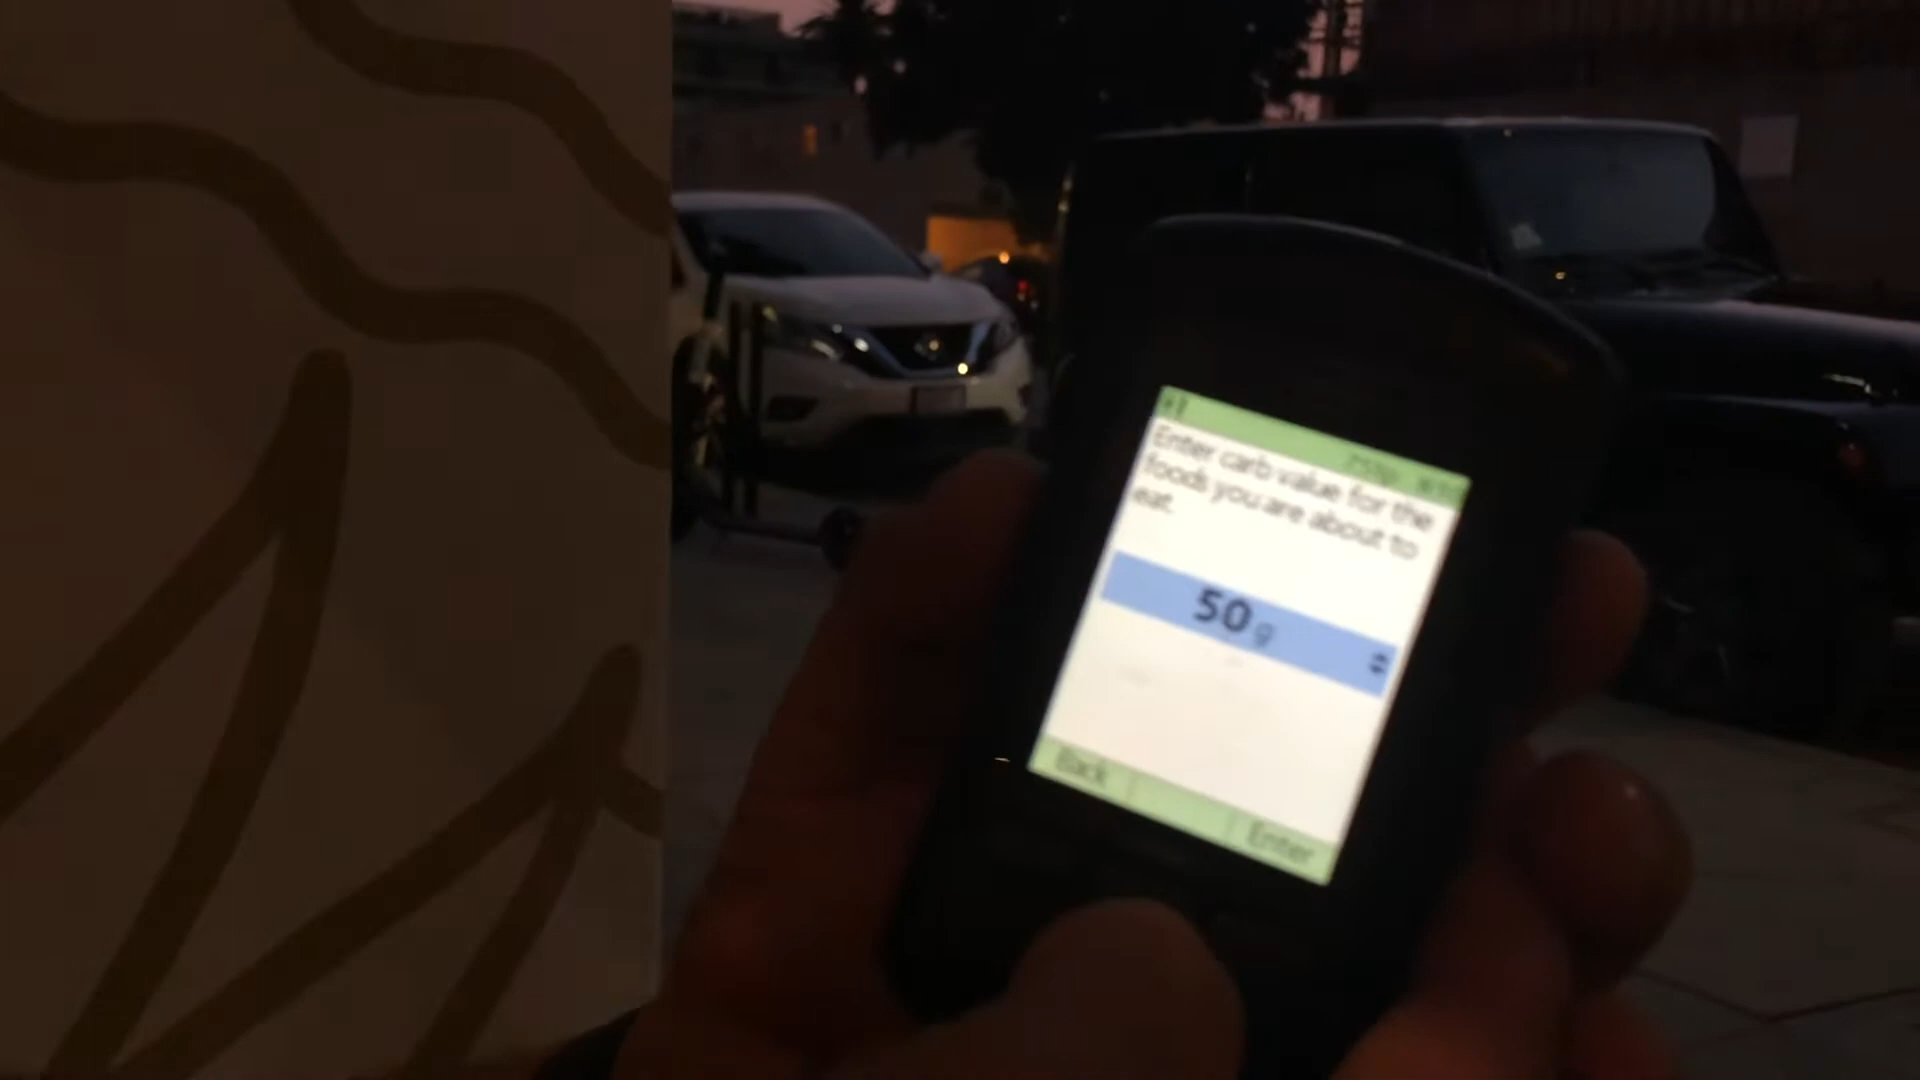 Enter carb value for the
foods you are about to
eat.
50 g
Back
Enter